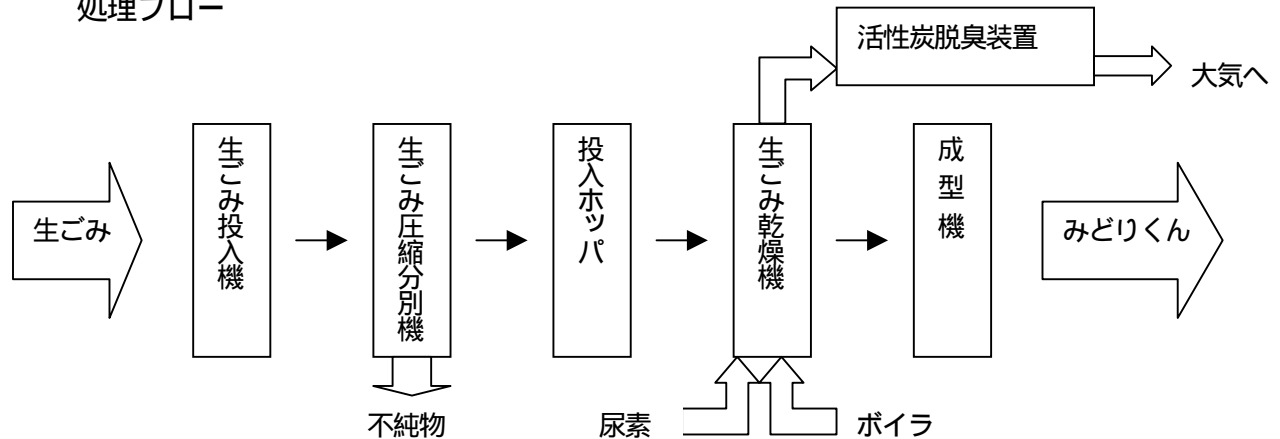 処理フロー
活性炭脱臭装置
大気へ
生ごみ
生ごみ投入機
生ごみ圧縮分別機
投入ホッパ
生ごみ乾燥機
成型機
みどりくん
不純物
尿素
ボイラ